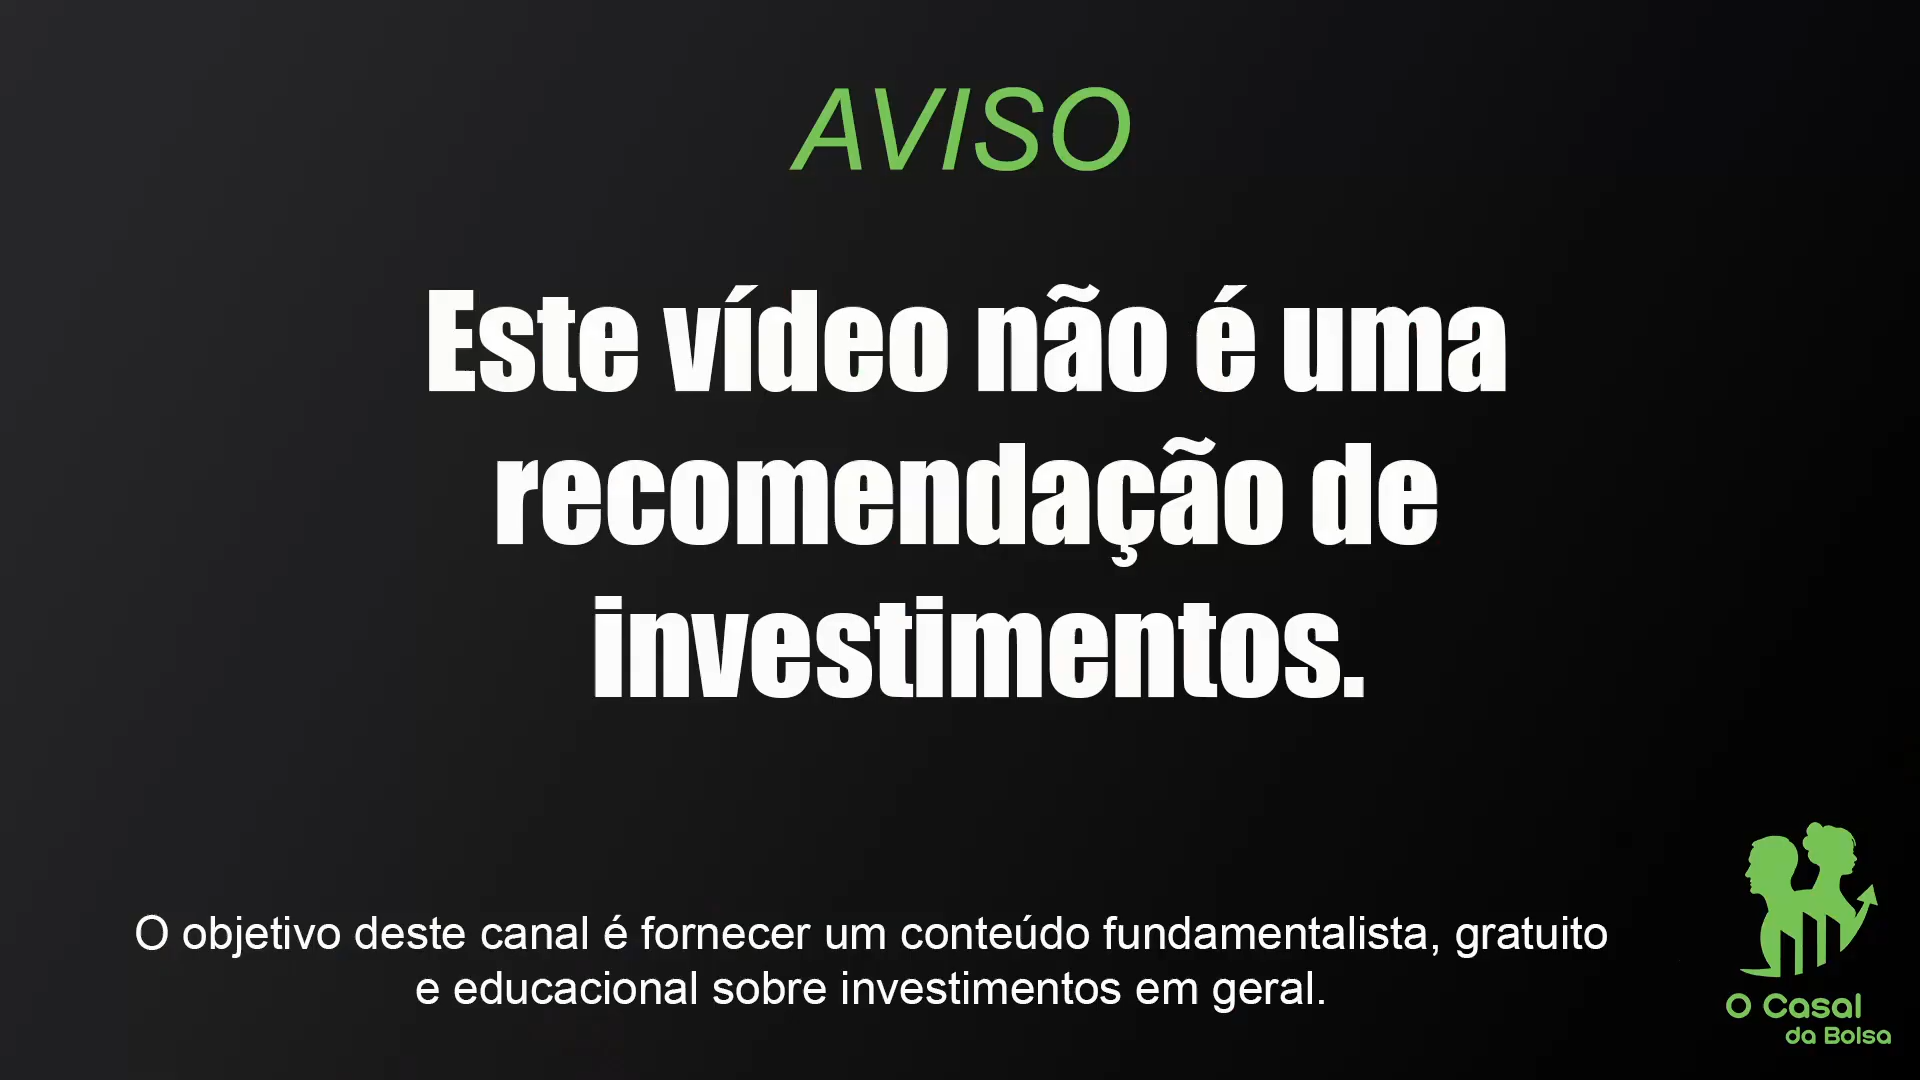 AVISO
Este vídeo não é uma
recomendação de
investimentos.
O objetivo deste canal é fornecer um conteúdo fundamentalista, gratuito
e educacional sobre investimentos em geral.
O Casal
da Bolsa